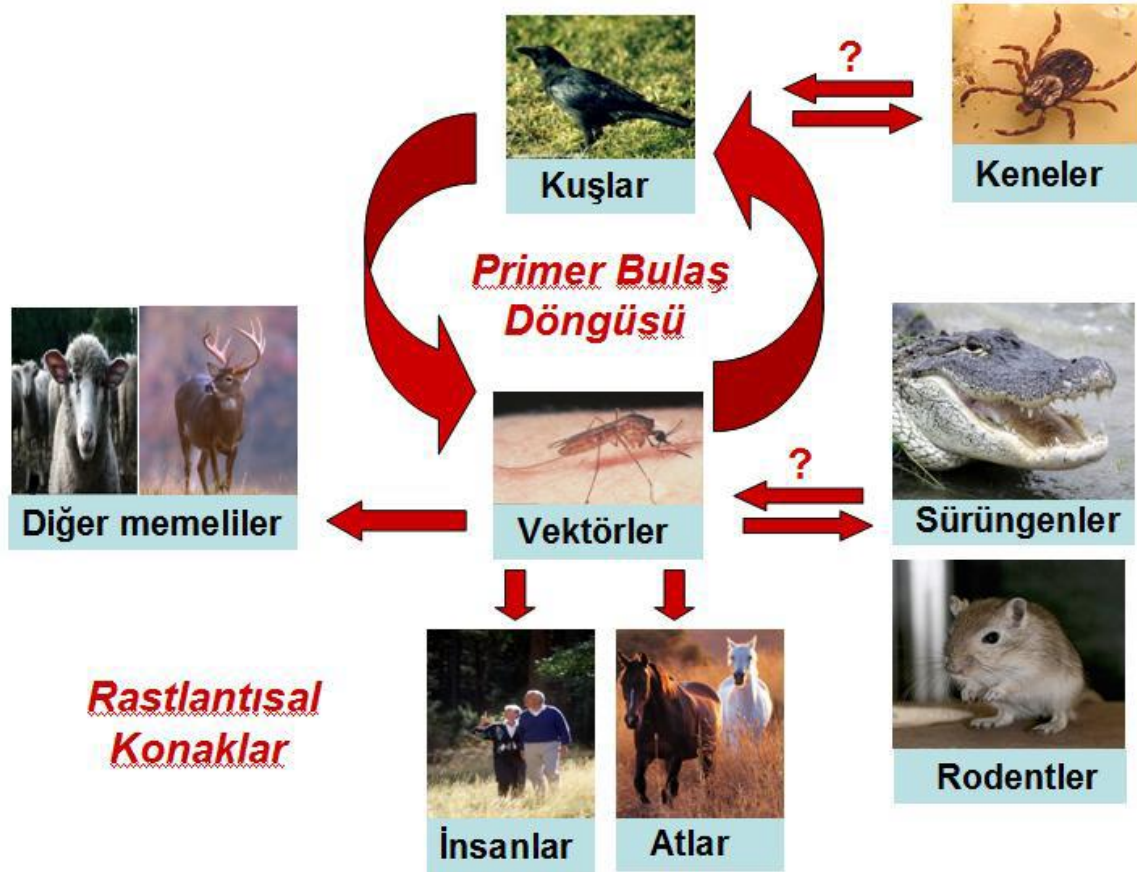 ?
Kuşlar
Keneler
Primer Bulaş
Döngüsü
?
Diğer memeliler
Vektörler
Sürüngenler
Rastlantısal
Konaklar
İnsanlar
Atlar
Rodentler